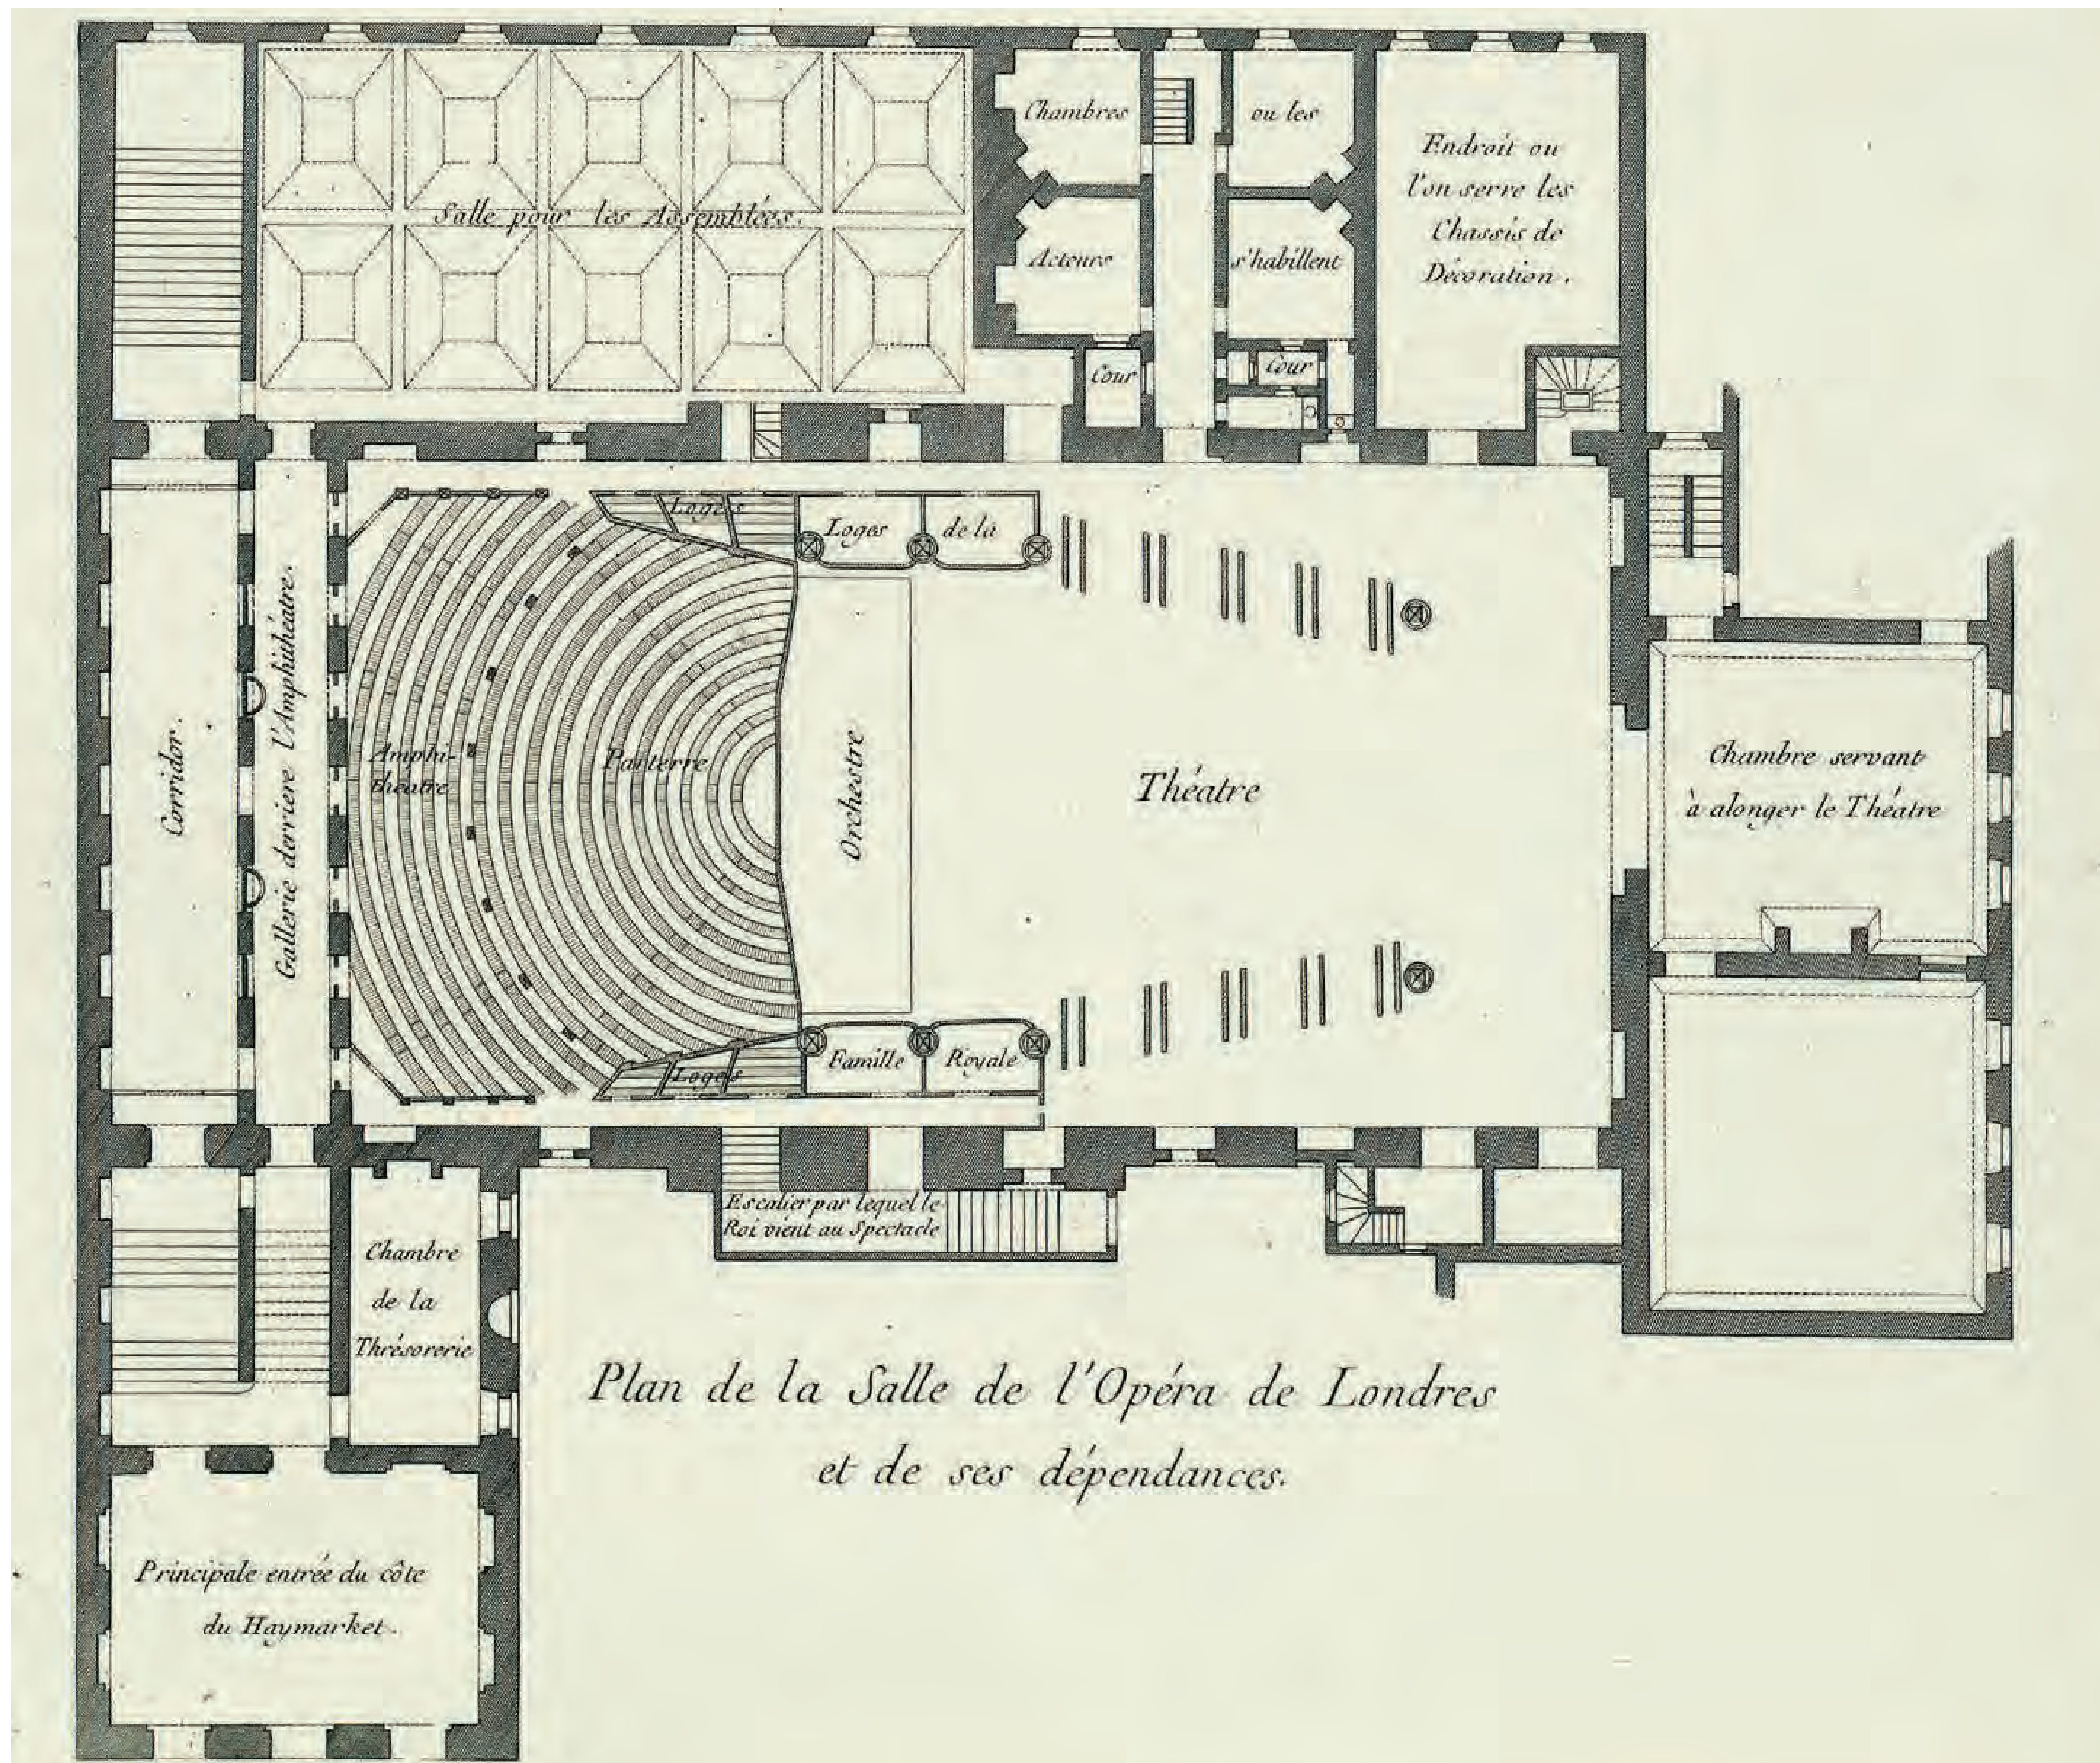 Chambres
ou les
Acteurs
s'habillent
Endroit ou
l'on serre les
Chassis de
Décoration.
Salle pour les Assemblées.
Cour
Cour
Loges
Loges
de la
Corridor.
Gallerie derriere l'Amphithéatre.
Amphi-
théatre
Parterre
Orchestre
Théatre
Chambre servant
à alonger le Théatre
Loges
Famille
Royale
Escalier par lequel le
Roi vient au Spectacle
Chambre
de la
Thrésorerie
Plan de la Salle de l'Opéra de Londres
et de ses dépendances.
Principale entrée du côte
du Haymarket.